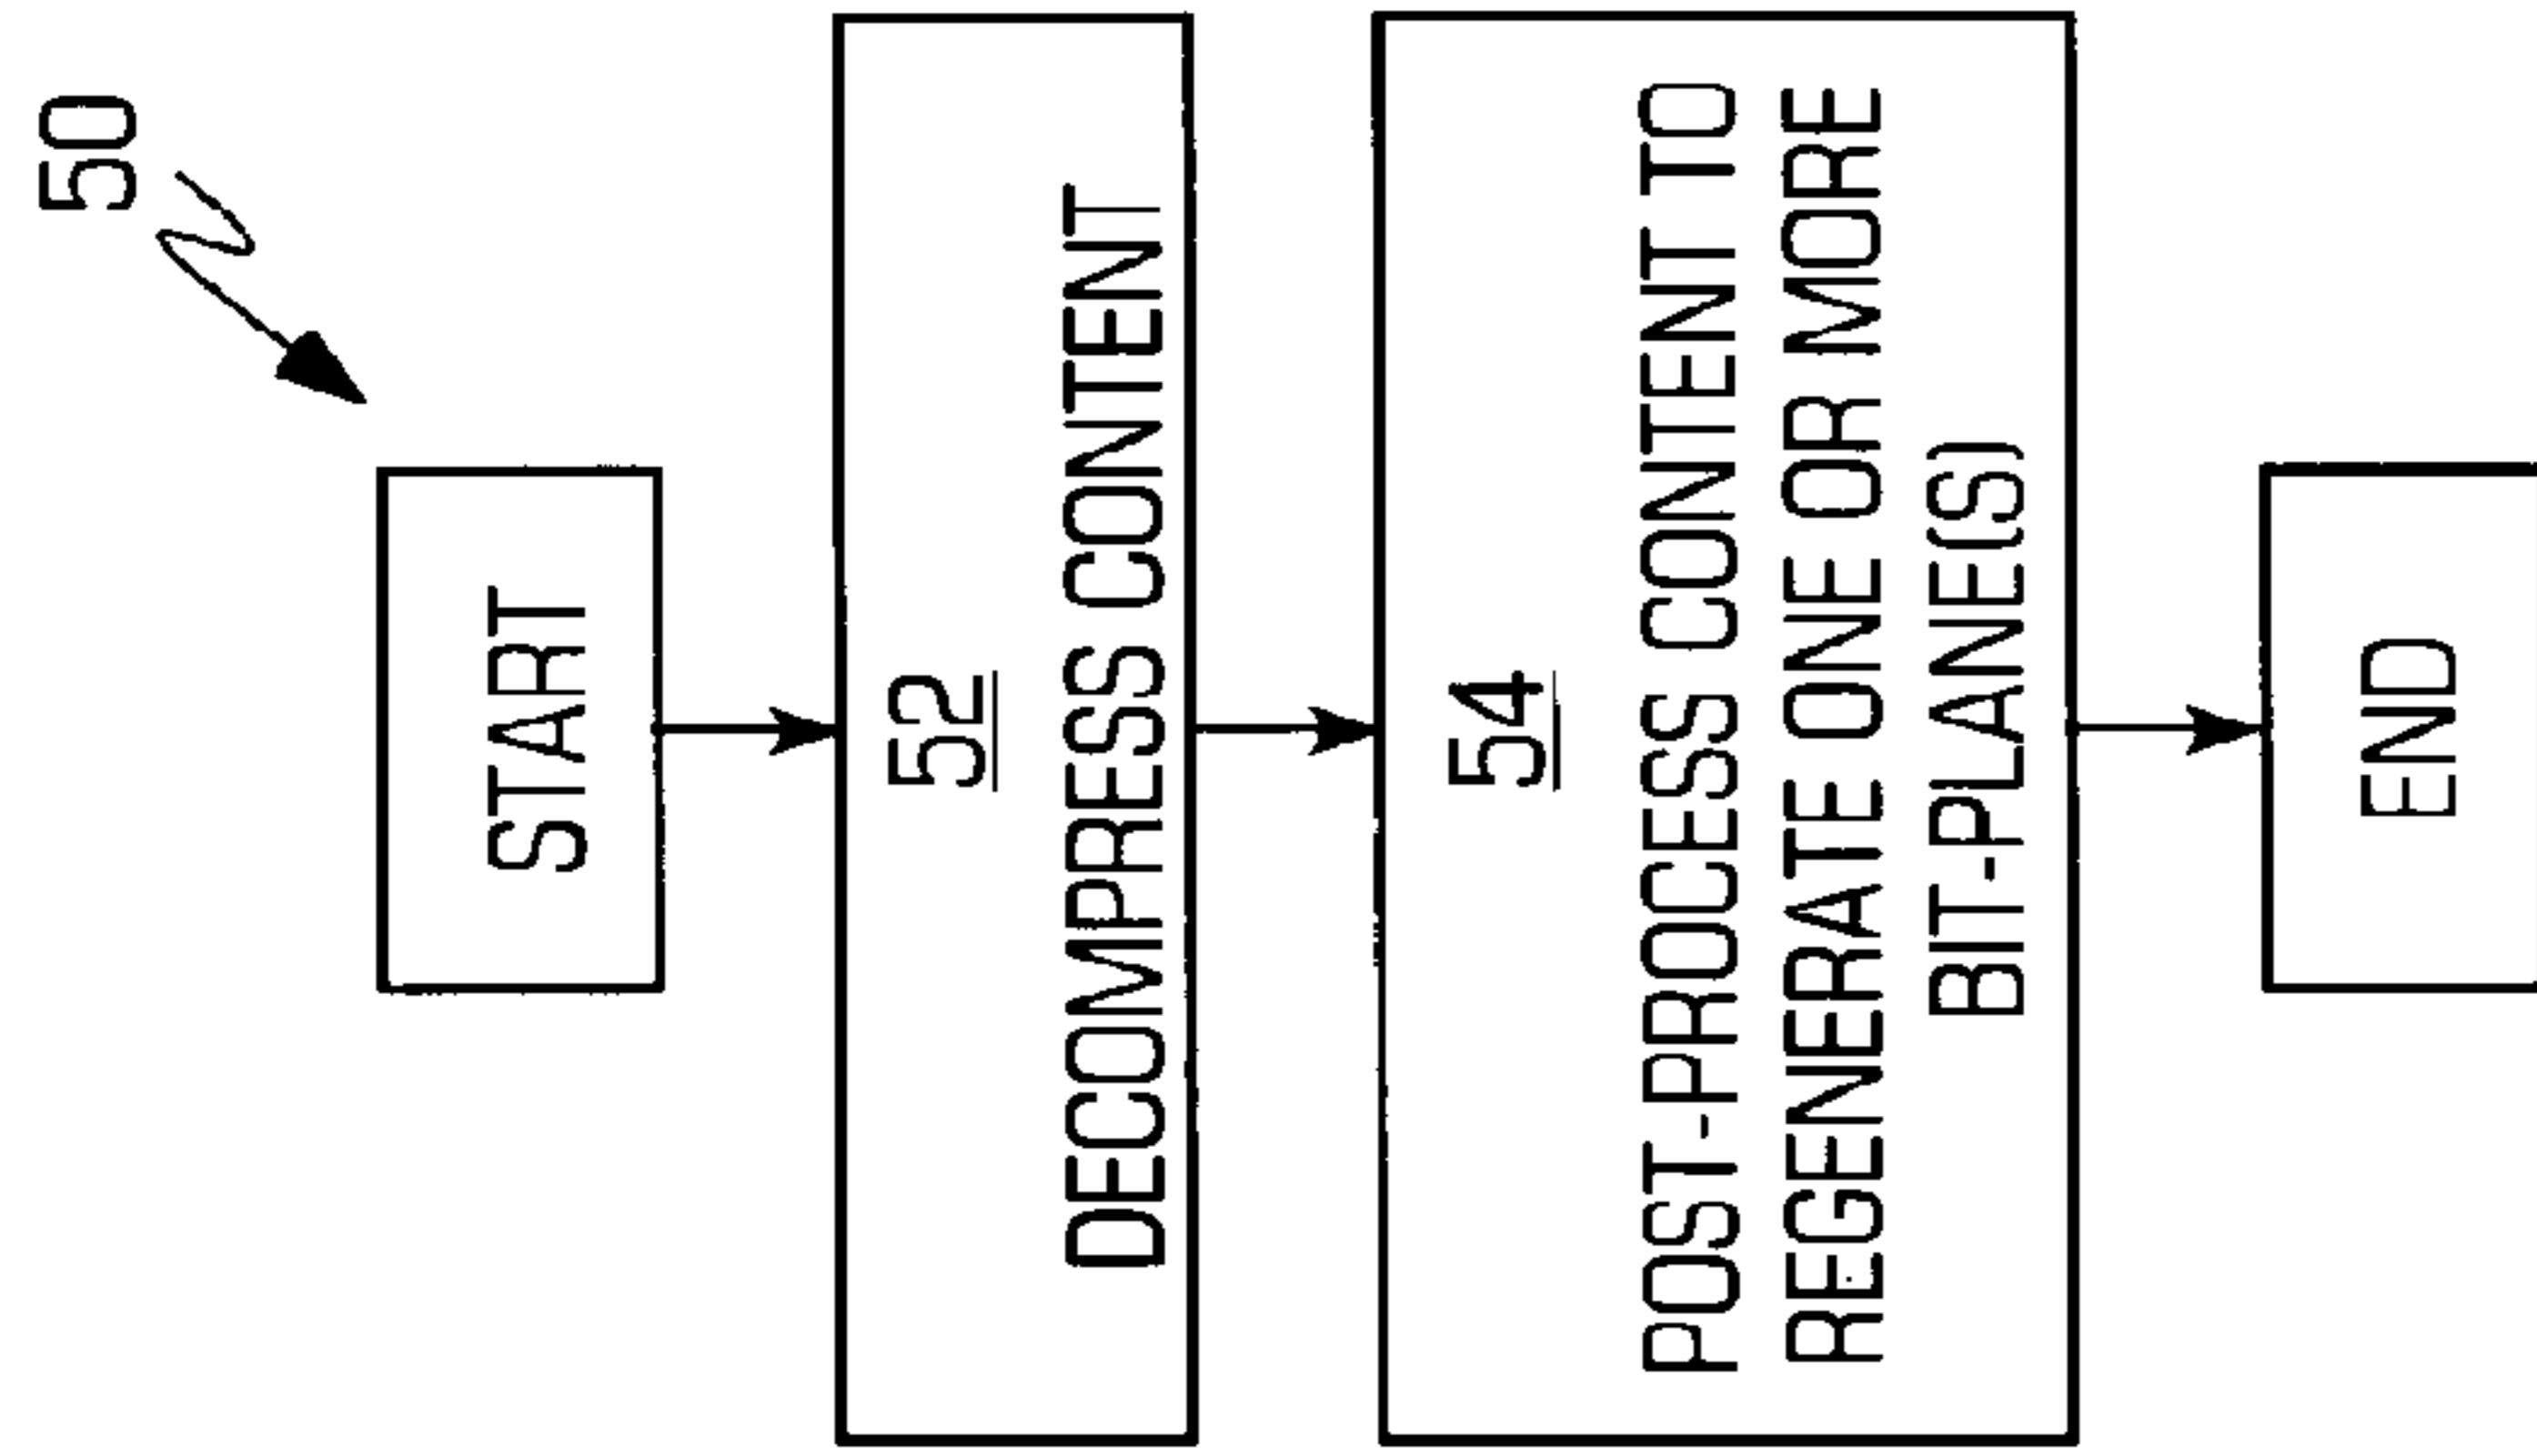 50
START
52
DECOMPRESS CONTENT
54
POST-PROCESS CONTENT TO
REGENERATE ONE OR MORE
BIT-PLANE(S)
END